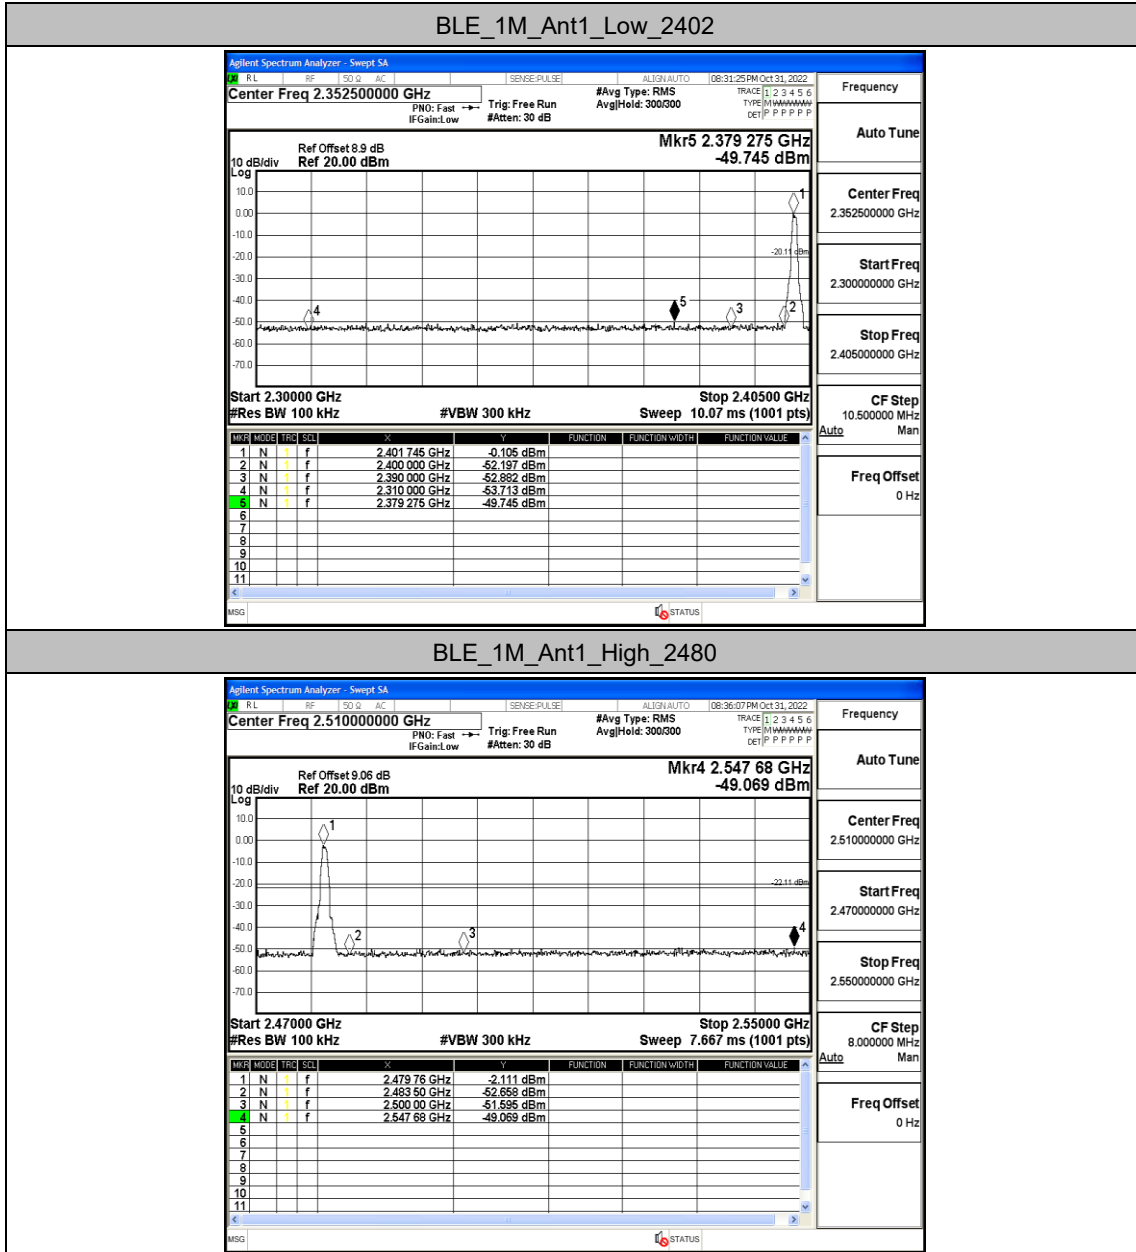 BLE_1M_Ant1_Low_2402
Agilent Spectrum Analyzer - Swept SA
LXI RL RF 50 Ω AC SENSE:PULSE ALIGN AUTO 08:31:25 PM Oct 31, 2022
Center Freq 2.352500000 GHz #Avg Type: RMS TRACE 1 2 3 4 5 6
PNO: Fast Trig: Free Run Avg|Hold: 300/300 TYPE M
IFGain:Low #Atten: 30 dB DET P P P P P P
Mkr5 2.379 275 GHz
-49.745 dBm
Ref Offset 8.9 dB
10 dB/div Ref 20.00 dBm
Log
10.0
0.00
-10.0
-20.0
-30.0
-40.0
-50.0
-60.0
-70.0
1
-20.11 dBm
4
5
3
2
Start 2.30000 GHz Stop 2.40500 GHz
#Res BW 100 kHz #VBW 300 kHz Sweep 10.07 ms (1001 pts)
MKR MODE TRC SCL X Y FUNCTION FUNCTION WIDTH FUNCTION VALUE
1 N 1 f 2.401 745 GHz -0.105 dBm
2 N 1 f 2.400 000 GHz -52.197 dBm
3 N 1 f 2.390 000 GHz -52.882 dBm
4 N 1 f 2.310 000 GHz -53.713 dBm
5 N 1 f 2.379 275 GHz -49.745 dBm
6
7
8
9
10
11
MSG STATUS
Frequency
Auto Tune
Center Freq
2.352500000 GHz
Start Freq
2.300000000 GHz
Stop Freq
2.405000000 GHz
CF Step
10.500000 MHz
Auto Man
Freq Offset
0 Hz
BLE_1M_Ant1_High_2480
Agilent Spectrum Analyzer - Swept SA
LXI RL RF 50 Ω AC SENSE:PULSE ALIGN AUTO 08:36:07 PM Oct 31, 2022
Center Freq 2.510000000 GHz #Avg Type: RMS TRACE 1 2 3 4 5 6
PNO: Fast Trig: Free Run Avg|Hold: 300/300 TYPE M
IFGain:Low #Atten: 30 dB DET P P P P P P
Mkr4 2.547 68 GHz
-49.069 dBm
Ref Offset 9.06 dB
10 dB/div Ref 20.00 dBm
Log
10.0
0.00
-10.0
-20.0
-30.0
-40.0
-50.0
-60.0
-70.0
1
-22.11 dBm
2
3
4
Start 2.47000 GHz Stop 2.55000 GHz
#Res BW 100 kHz #VBW 300 kHz Sweep 7.667 ms (1001 pts)
MKR MODE TRC SCL X Y FUNCTION FUNCTION WIDTH FUNCTION VALUE
1 N 1 f 2.479 76 GHz -2.111 dBm
2 N 1 f 2.483 50 GHz -52.658 dBm
3 N 1 f 2.500 00 GHz -51.595 dBm
4 N 1 f 2.547 68 GHz -49.069 dBm
5
6
7
8
9
10
11
MSG STATUS
Frequency
Auto Tune
Center Freq
2.510000000 GHz
Start Freq
2.470000000 GHz
Stop Freq
2.550000000 GHz
CF Step
8.000000 MHz
Auto Man
Freq Offset
0 Hz